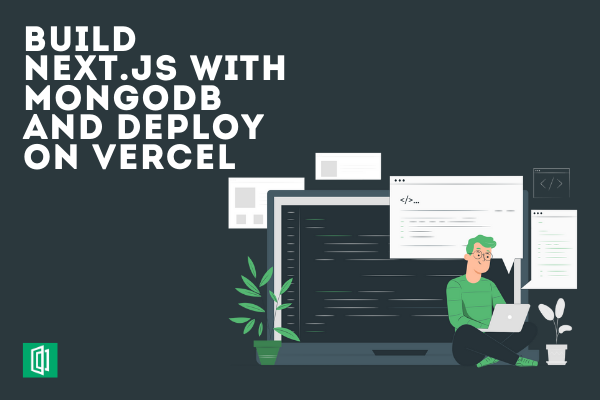 BUILD
NEXT.JS WITH
MONGODB
AND DEPLOY
ON VERCEL
</>...
</>